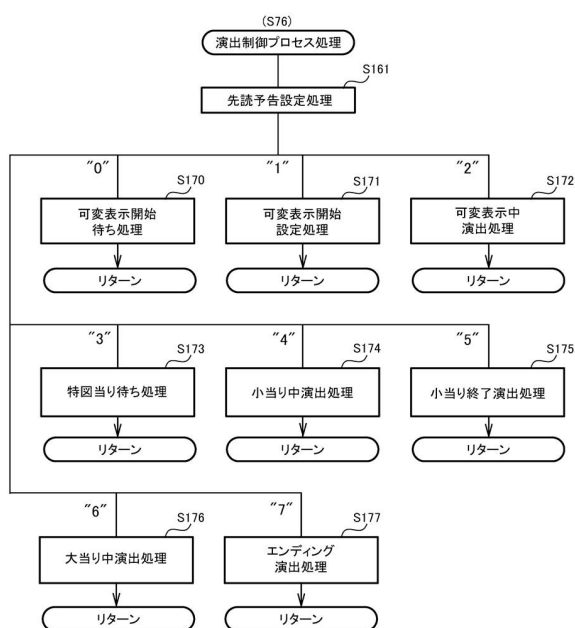 (S76)
演出制御プロセス処理
S161
先読予告設定処理
"0"
"1"
"2"
S170
S171
S172
可変表示開始
待ち処理
可変表示開始
設定処理
可変表示中
演出処理
リターン
リターン
リターン
"3"
"4"
"5"
S173
S174
S175
特図当り待ち処理
小当り中演出処理
小当り終了演出処理
リターン
リターン
リターン
"6"
"7"
S176
S177
大当り中演出処理
エンディング
演出処理
リターン
リターン